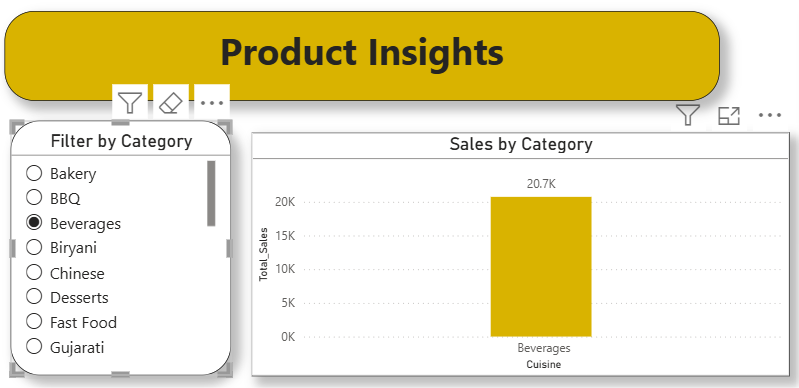 Product Insights
Filter by Category
Bakery
BBQ
Beverages
Biryani
Chinese
Desserts
Fast Food
Gujarati
Sales by Category
20.7K
20K
15K
10K
5K
0K
Total_Sales
Beverages
Cuisine